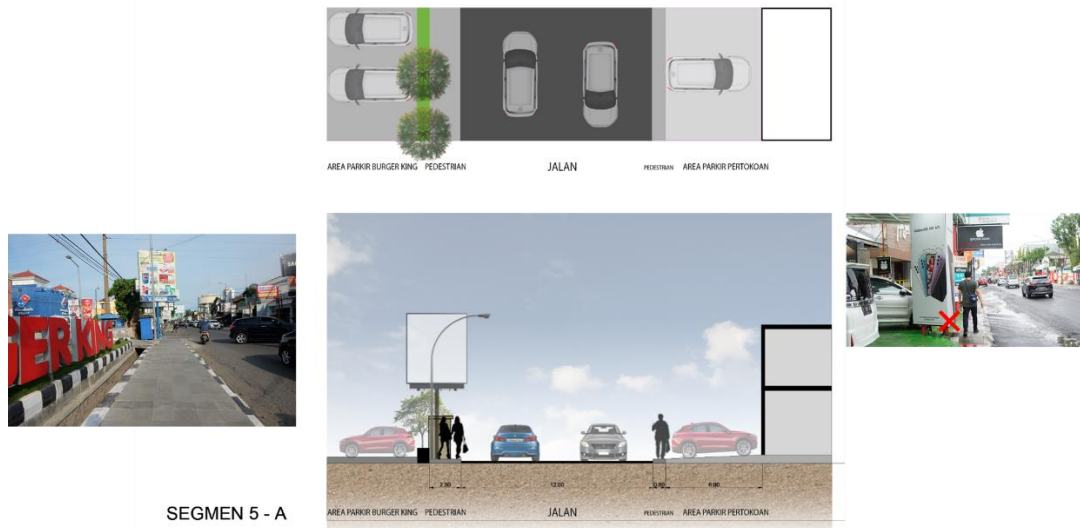 AREA PARKIR BURGER KING PEDESTRIAN JALAN PEDESTRIAN AREA PARKIR PERTOKOAN
GER KING
2.00 12.00 0.80 6.00
AREA PARKIR BURGER KING PEDESTRIAN JALAN PEDESTRIAN AREA PARKIR PERTOKOAN
SEGMEN 5 - A